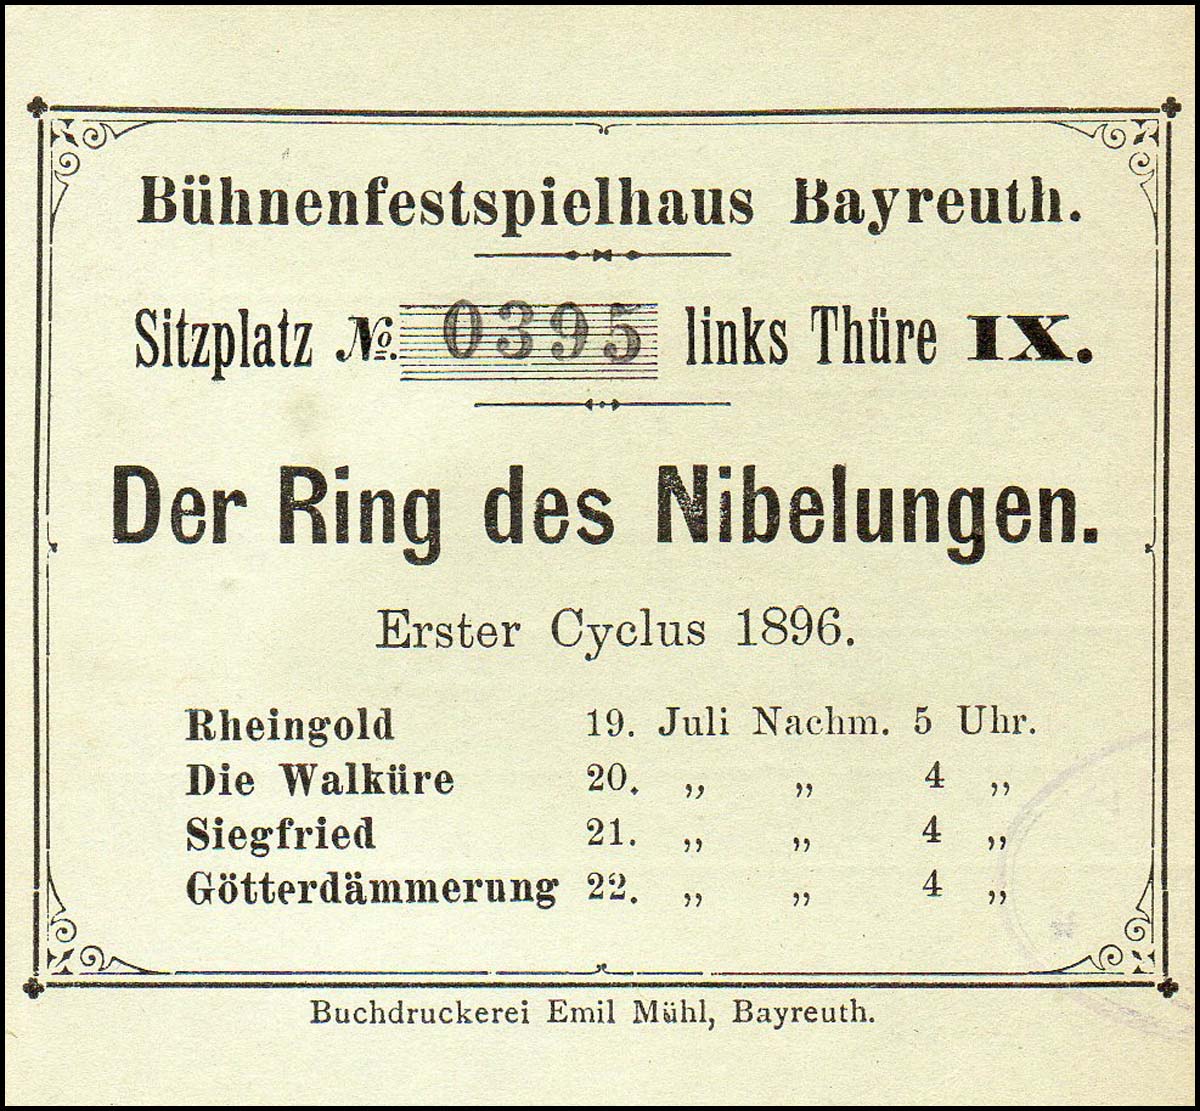 Bühnenfestspielhaus Bayreuth.
Sitzplatz No. 0395 links Thüre IX.
Der Ring des Nibelungen.
Erster Cyclus 1896.
Rheingold 19. Juli Nachm. 5 Uhr.
Die Walküre 20. „ „ 4 „
Siegfried 21. „ „ 4 „
Götterdämmerung 22. „ „ 4 „
Buchdruckerei Emil Mühl, Bayreuth.